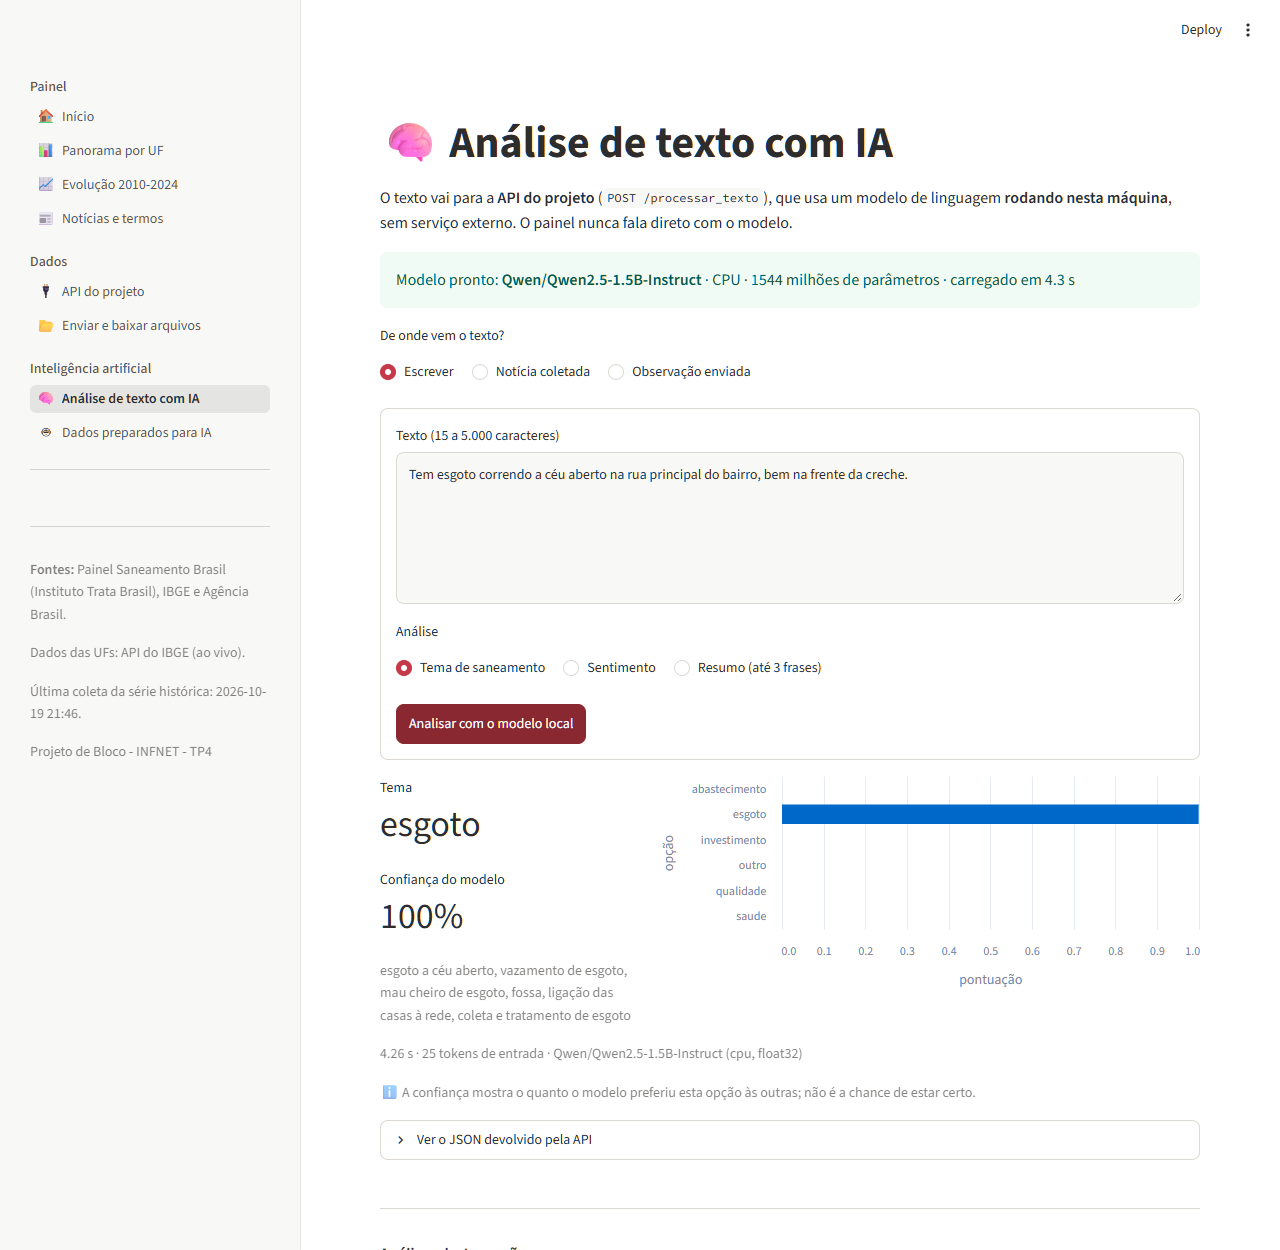 Deploy
Painel
Início
Panorama por UF
Evolução 2010-2024
Notícias e termos
Dados
API do projeto
Enviar e baixar arquivos
Inteligência artificial
Análise de texto com IA
Dados preparados para IA
Fontes: Painel Saneamento Brasil
(Instituto Trata Brasil), IBGE e Agência
Brasil.
Dados das UFs: API do IBGE (ao vivo).
Última coleta da série histórica: 2026-10-
19 21:46.
Projeto de Bloco - INFNET - TP4
Análise de texto com IA
O texto vai para a API do projeto ( POST /processar_texto ), que usa um modelo de linguagem rodando nesta máquina,
sem serviço externo. O painel nunca fala direto com o modelo.
Modelo pronto: Qwen/Qwen2.5-1.5B-Instruct · CPU · 1544 milhões de parâmetros · carregado em 4.3 s
De onde vem o texto?
Escrever Notícia coletada Observação enviada
Texto (15 a 5.000 caracteres)
Tem esgoto correndo a céu aberto na rua principal do bairro, bem na frente da creche.
Análise
Tema de saneamento Sentimento Resumo (até 3 frases)
Analisar com o modelo local
Tema
esgoto
Confiança do modelo
100%
esgoto a céu aberto, vazamento de esgoto,
mau cheiro de esgoto, fossa, ligação das
casas à rede, coleta e tratamento de esgoto
opção
abastecimento
esgoto
investimento
outro
qualidade
saude
0.0 0.1 0.2 0.3 0.4 0.5 0.6 0.7 0.8 0.9 1.0
pontuação
4.26 s · 25 tokens de entrada · Qwen/Qwen2.5-1.5B-Instruct (cpu, float32)
A confiança mostra o quanto o modelo preferiu esta opção às outras; não é a chance de estar certo.
Ver o JSON devolvido pela API